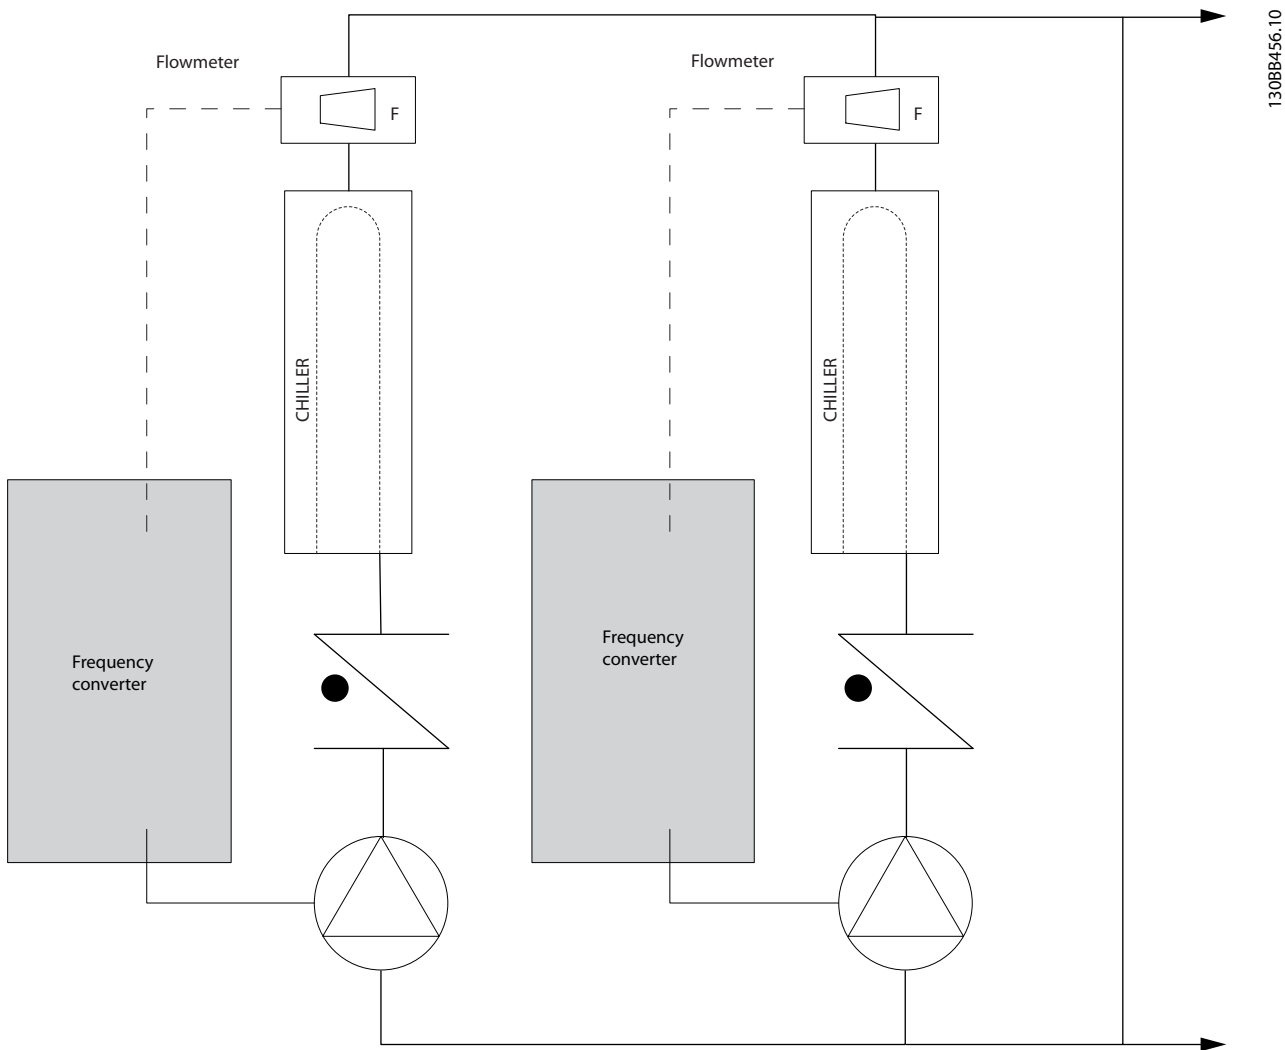 130BB456.10
Flowmeter
Flowmeter
F
F
CHILLER
CHILLER
Frequency
converter
Frequency
converter